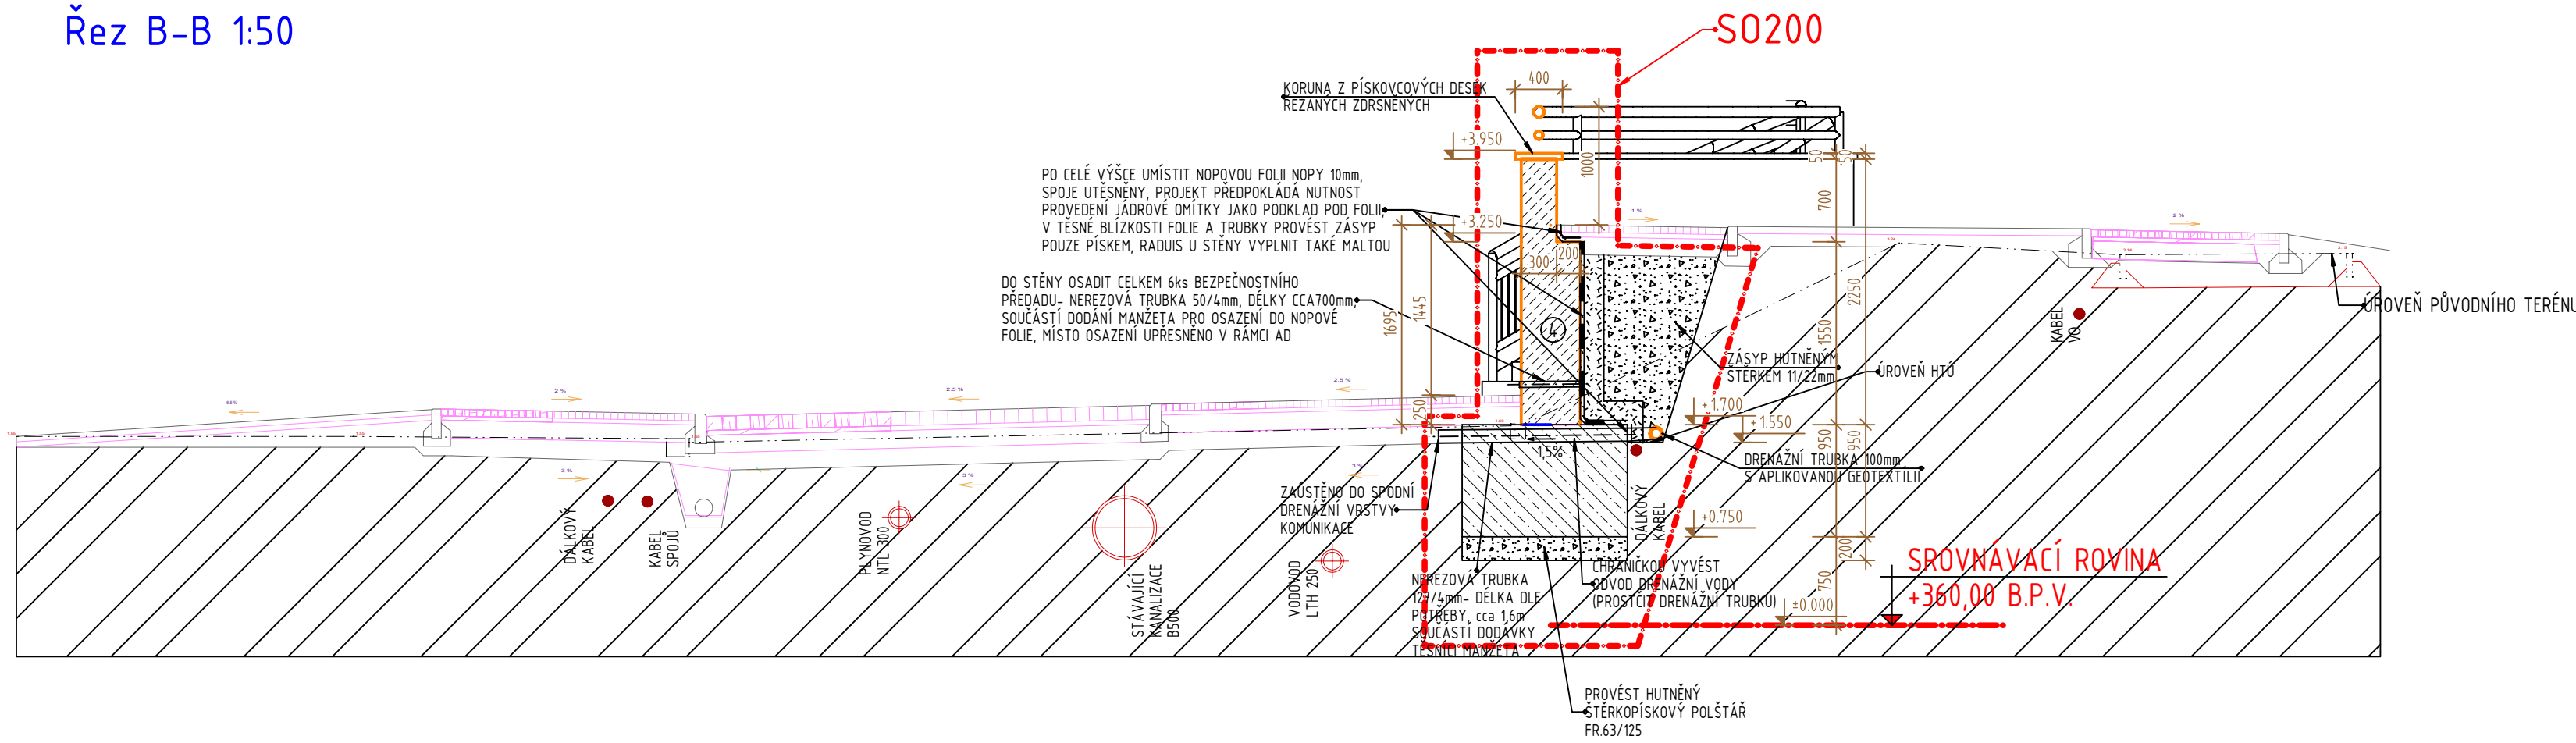 Řez B-B 1:50
SO200
KORUNA Z PÍSKOVCOVÝCH DESEK
ŘEZANÝCH ZDRSNĚNÝCH
400
+3.950
1000
50
50
700
PO CELÉ VÝŠCE UMÍSTIT NOPOVOU FOLII NOPY 10mm,
SPOJE UTĚSNĚNY, PROJEKT PŘEDPOKLÁDÁ NUTNOST
PROVEDENÍ JÁDROVÉ OMÍTKY JAKO PODKLAD POD FOLII,
V TĚSNÉ BLÍZKOSTI FOLIE A TRUBKY PROVÉST ZÁSYP
POUZE PÍSKEM, RADUIS U STĚNY VYPLNIT TAKÉ MALTOU
+3.250
1 %
2 %
300
200
DO STĚNY OSADIT CELKEM 6ks BEZPEČNOSTNÍHO
PŘEDADU- NEREZOVÁ TRUBKA 50/4mm, DÉLKY CCA700mm,
SOUČÁSTÍ DODÁNÍ MANŽETA PRO OSAZENÍ DO NOPOVÉ
FOLIE, MÍSTO OSAZENÍ UPŘESNĚNO V RÁMCI AD
1695
1445
4
1550
2250
KABEL
VO
ÚROVEŇ PŮVODNÍHO TERÉNU
ZÁSYP HUTNĚNÝM
ŠTĚRKEM 11/22mm
ÚROVEŇ HTÚ
2 %
2.5 %
2.5 %
250
+1.700
+1.550
1,5%
950
950
DRENAŽNÍ TRUBKA 100mm
S APLIKOVANOU GEOTEXTÍLIÍ
3 %
3 %
3 %
ZAÚSTĚNO DO SPODNÍ
DRENÁŽNÍ VRSTVY
KOMUNIKACE
DÁLKOVÝ
KABEL
KABEL
SPOJŮ
PLYNOVOD
NTL 300
STÁVAJÍCÍ
KANALIZACE
B500
VODOVOD
LTH 250
DÁLKOVÝ
KABEL
+0.750
200
750
±0.000
SROVNÁVACÍ ROVINA
+360,00 B.P.V.
NEREZOVÁ TRUBKA
127/4mm- DÉLKA DLE
POTŘEBY, cca 1,6m
SOUČÁSTÍ DODÁVKY
TĚSNÍCÍ MANŽETA
CHRÁNIČKOU VYVÉST
ODVOD DRENÁŽNÍ VODY
(PROSTČIT DRENÁŽNÍ TRUBKU)
PROVÉST HUTNĚNÝ
ŠTĚRKOPÍSKOVÝ POLŠTÁŘ
FR.63/125